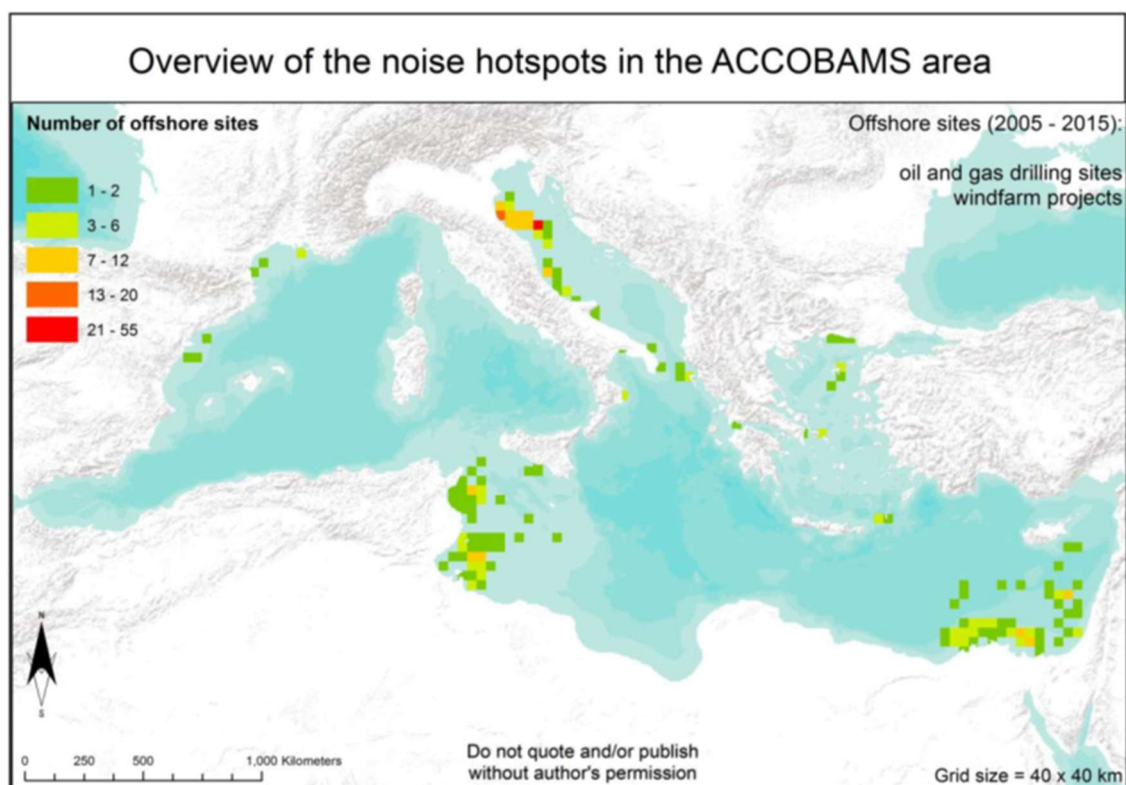 Overview of the noise hotspots in the ACCOBAMS area
Number of offshore sites
1 - 2
3 - 6
7 - 12
13 - 20
21 - 55
Offshore sites (2005 - 2015):
oil and gas drilling sites
windfarm projects
N
S
0 250 500 1,000 Kilometers
Do not quote and/or publish
without author's permission
Grid size = 40 x 40 km